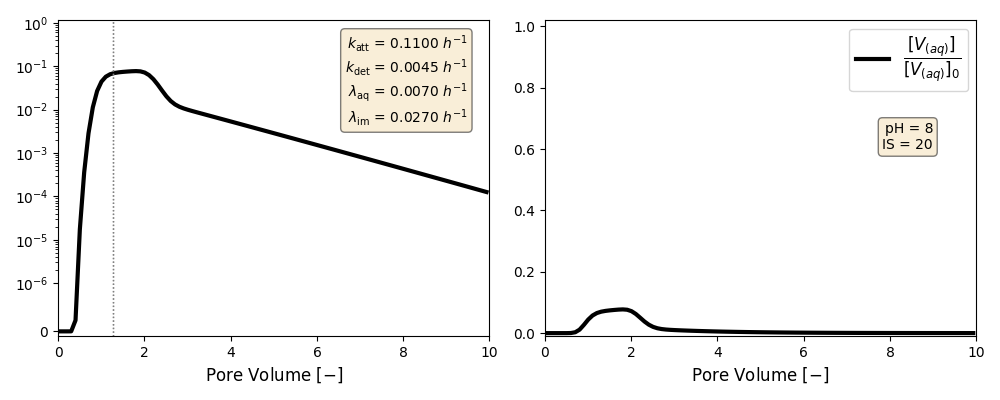 10⁰
10⁻¹
10⁻²
10⁻³
10⁻⁴
10⁻⁵
10⁻⁶
0
0 2 4 6 8 10
Pore Volume [−]
k_att = 0.1100 h⁻¹
k_det = 0.0045 h⁻¹
λ_aq = 0.0070 h⁻¹
λ_im = 0.0270 h⁻¹
1.0
0.8
0.6
0.4
0.2
0.0
0 2 4 6 8 10
Pore Volume [−]
[V_(aq)]
[V_(aq)]₀
pH = 8
IS = 20